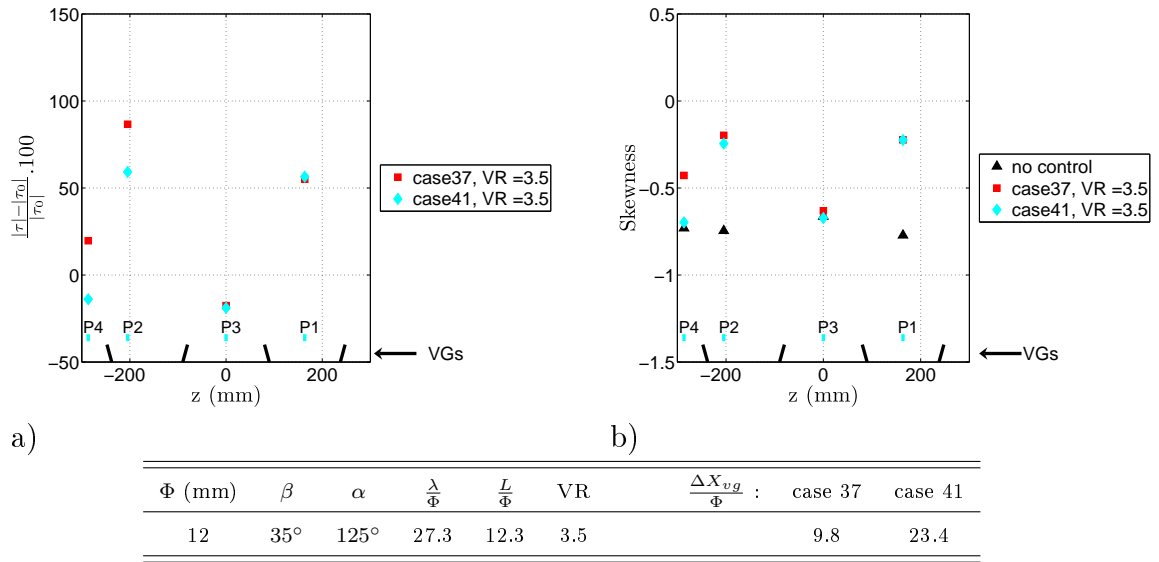 150
100
50
0
−50
|τ|−|τ0|
|τ0| .100
−200 0 200
z (mm)
P4 P2 P3 P1
VGs
case37, VR =3.5
case41, VR =3.5
a)
0.5
0
−0.5
−1
−1.5
Skewness
−200 0 200
z (mm)
P4 P2 P3 P1
VGs
no control
case37, VR =3.5
case41, VR =3.5
b)
Φ (mm) β α λ/Φ L/Φ VR ΔX_vg/Φ : case 37 case 41
12 35° 125° 27.3 12.3 3.5 9.8 23.4